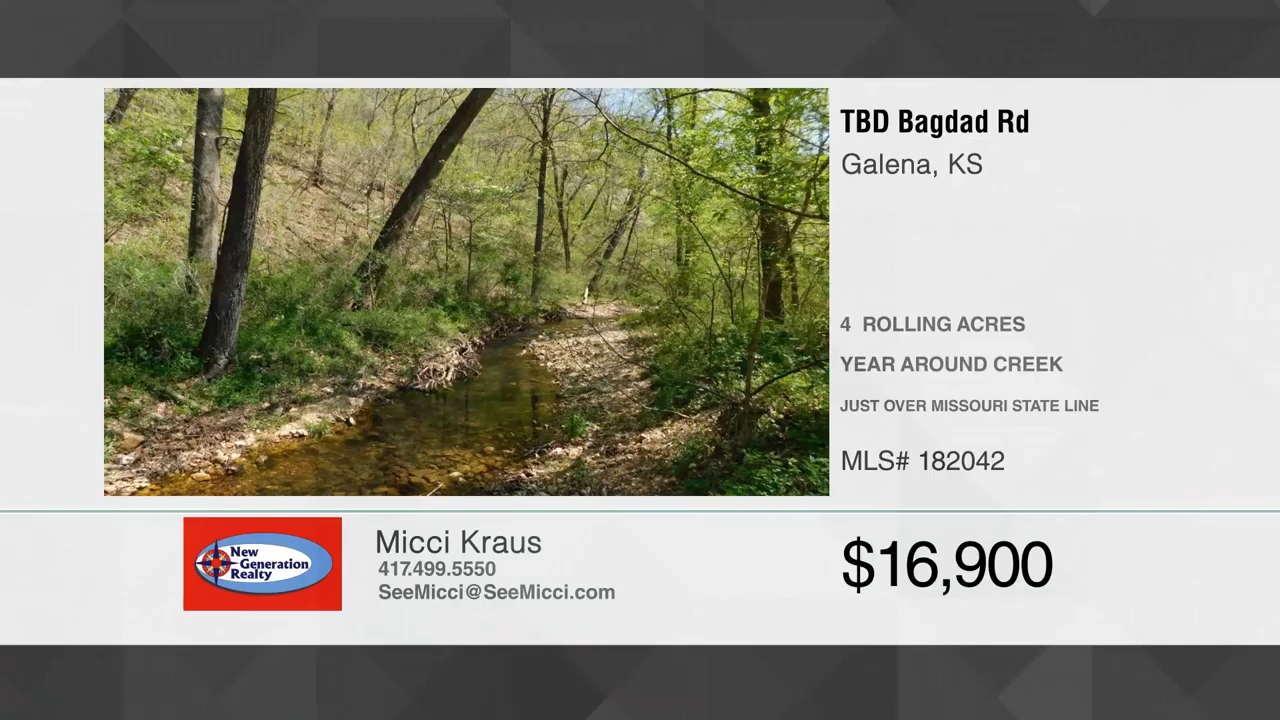 TBD Bagdad Rd
Galena, KS
4 ROLLING ACRES
YEAR AROUND CREEK
JUST OVER MISSOURI STATE LINE
MLS# 182042
New
Generation
Realty
Micci Kraus
417.499.5550
SeeMicci@SeeMicci.com
$16,900